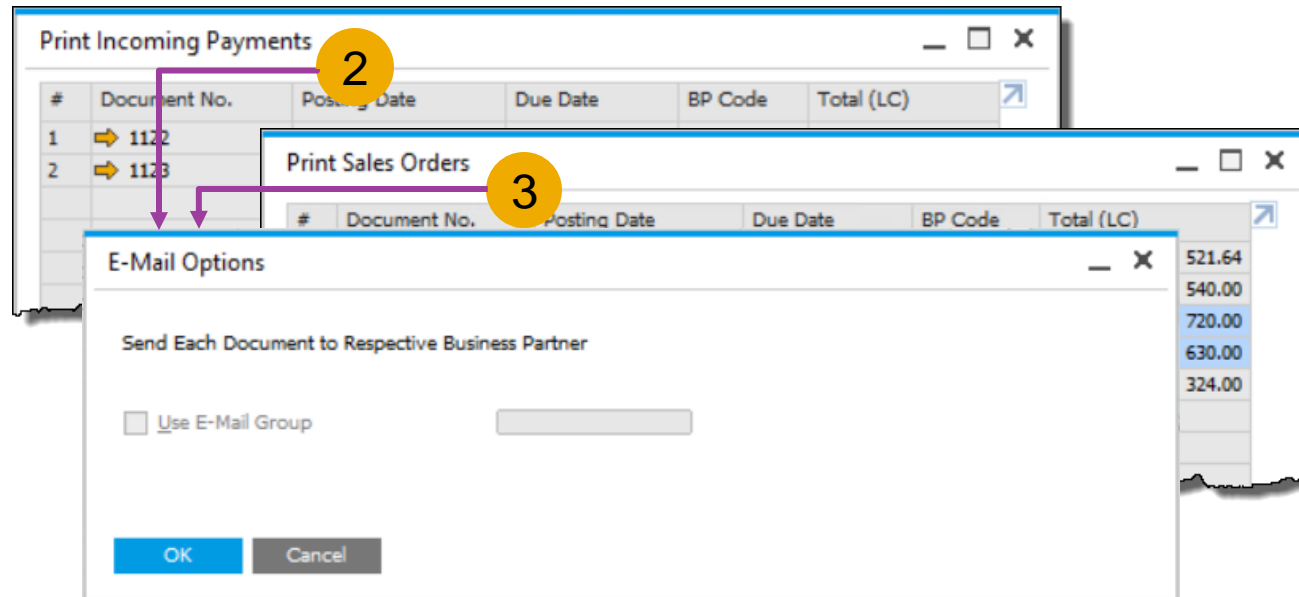 Print Incoming Payments
2
# Document No. Posting Date Due Date BP Code Total (LC)
1 1122
2 1123
Print Sales Orders
3
# Document No. Posting Date Due Date BP Code Total (LC)
521.64
540.00
720.00
630.00
324.00
E-Mail Options
Send Each Document to Respective Business Partner
Use E-Mail Group
OK Cancel